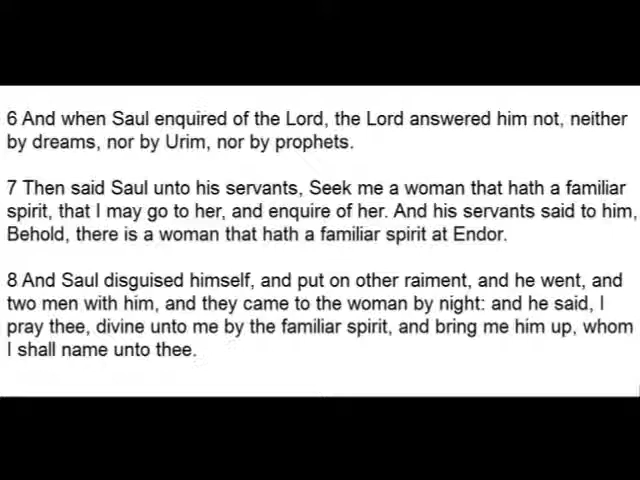 6 And when Saul enquired of the Lord, the Lord answered him not, neither
by dreams, nor by Urim, nor by prophets.
7 Then said Saul unto his servants, Seek me a woman that hath a familiar
spirit, that I may go to her, and enquire of her. And his servants said to him,
Behold, there is a woman that hath a familiar spirit at Endor.
8 And Saul disguised himself, and put on other raiment, and he went, and
two men with him, and they came to the woman by night: and he said, I
pray thee, divine unto me by the familiar spirit, and bring me him up, whom
I shall name unto thee.